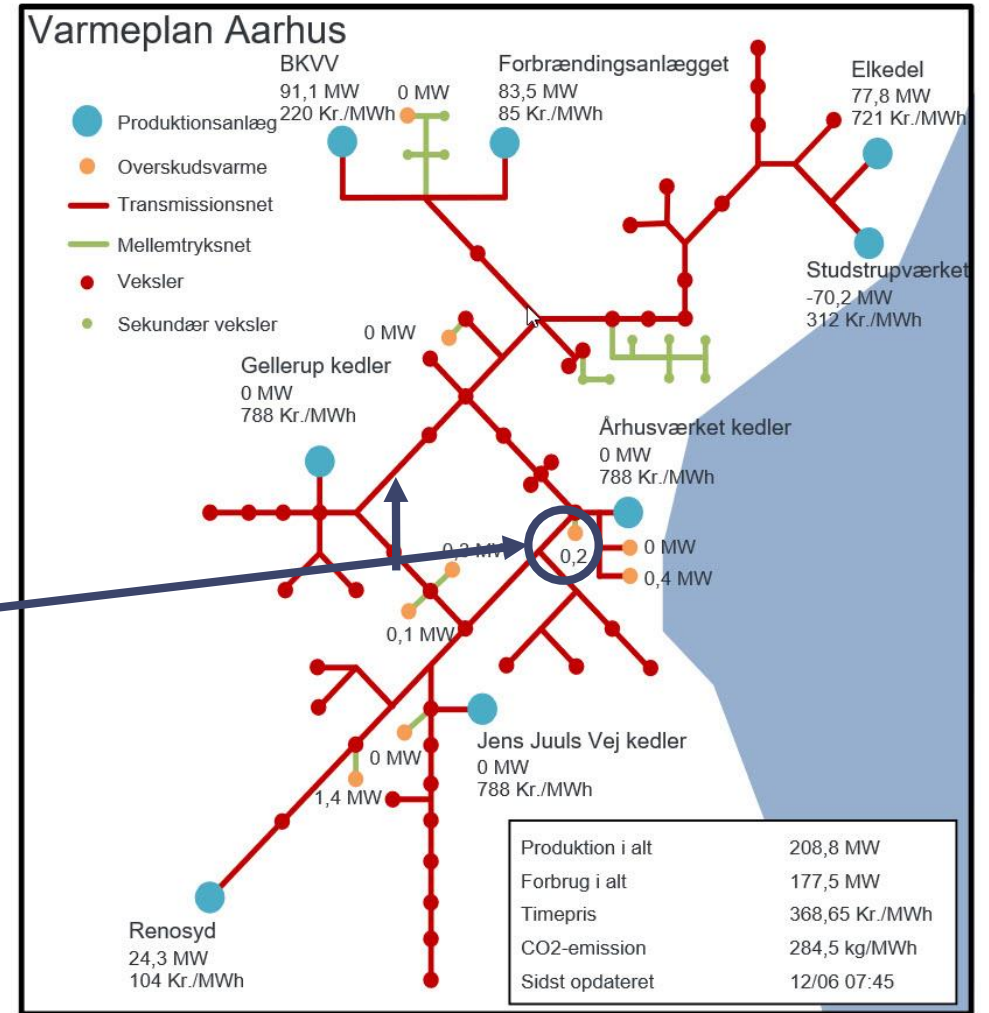 Varmeplan Aarhus
BKVV
91,1 MW
220 Kr./MWh
0 MW
Forbrændingsanlægget
83,5 MW
85 Kr./MWh
Elkedel
77,8 MW
721 Kr./MWh
Produktionsanlæg
Overskudsvarme
Transmissionsnet
Mellemtryksnet
Veksler
Sekundær veksler
Studstrupværket
-70,2 MW
312 Kr./MWh
0 MW
Gellerup kedler
0 MW
788 Kr./MWh
Århusværket kedler
0 MW
788 Kr./MWh
0,3 MW
0,2
0 MW
0,4 MW
0,1 MW
Jens Juuls Vej kedler
0 MW
788 Kr./MWh
0 MW
1,4 MW
Renosyd
24,3 MW
104 Kr./MWh
Produktion i alt 208,8 MW
Forbrug i alt 177,5 MW
Timepris 368,65 Kr./MWh
CO2-emission 284,5 kg/MWh
Sidst opdateret 12/06 07:45